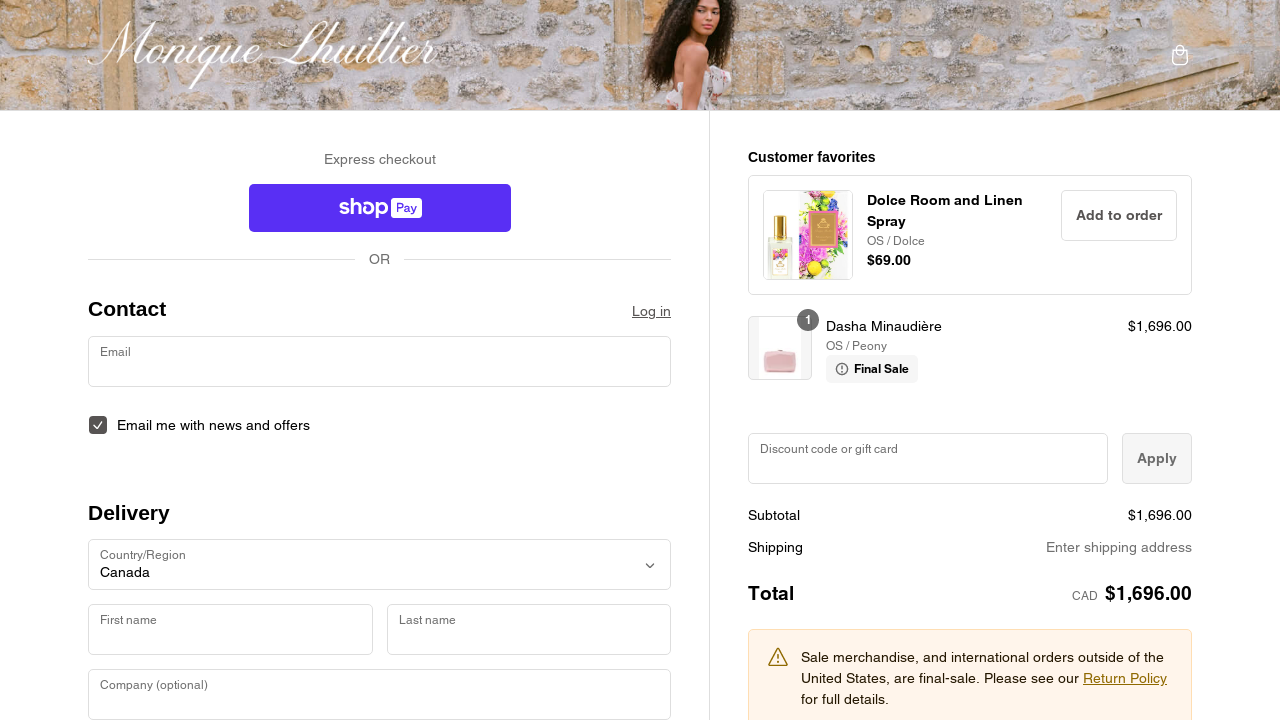 Monique Lhuillier
Express checkout
shop Pay
OR
Contact
Log in
Email
Email me with news and offers
Delivery
Country/Region
Canada
First name
Last name
Company (optional)
Customer favorites
Dolce Room and Linen
Spray
OS / Dolce
$69.00
Add to order
1
Dasha Minaudière
$1,696.00
OS / Peony
Final Sale
Discount code or gift card
Apply
Subtotal
$1,696.00
Shipping
Enter shipping address
Total
CAD $1,696.00
Sale merchandise, and international orders outside of the
United States, are final-sale. Please see our Return Policy
for full details.